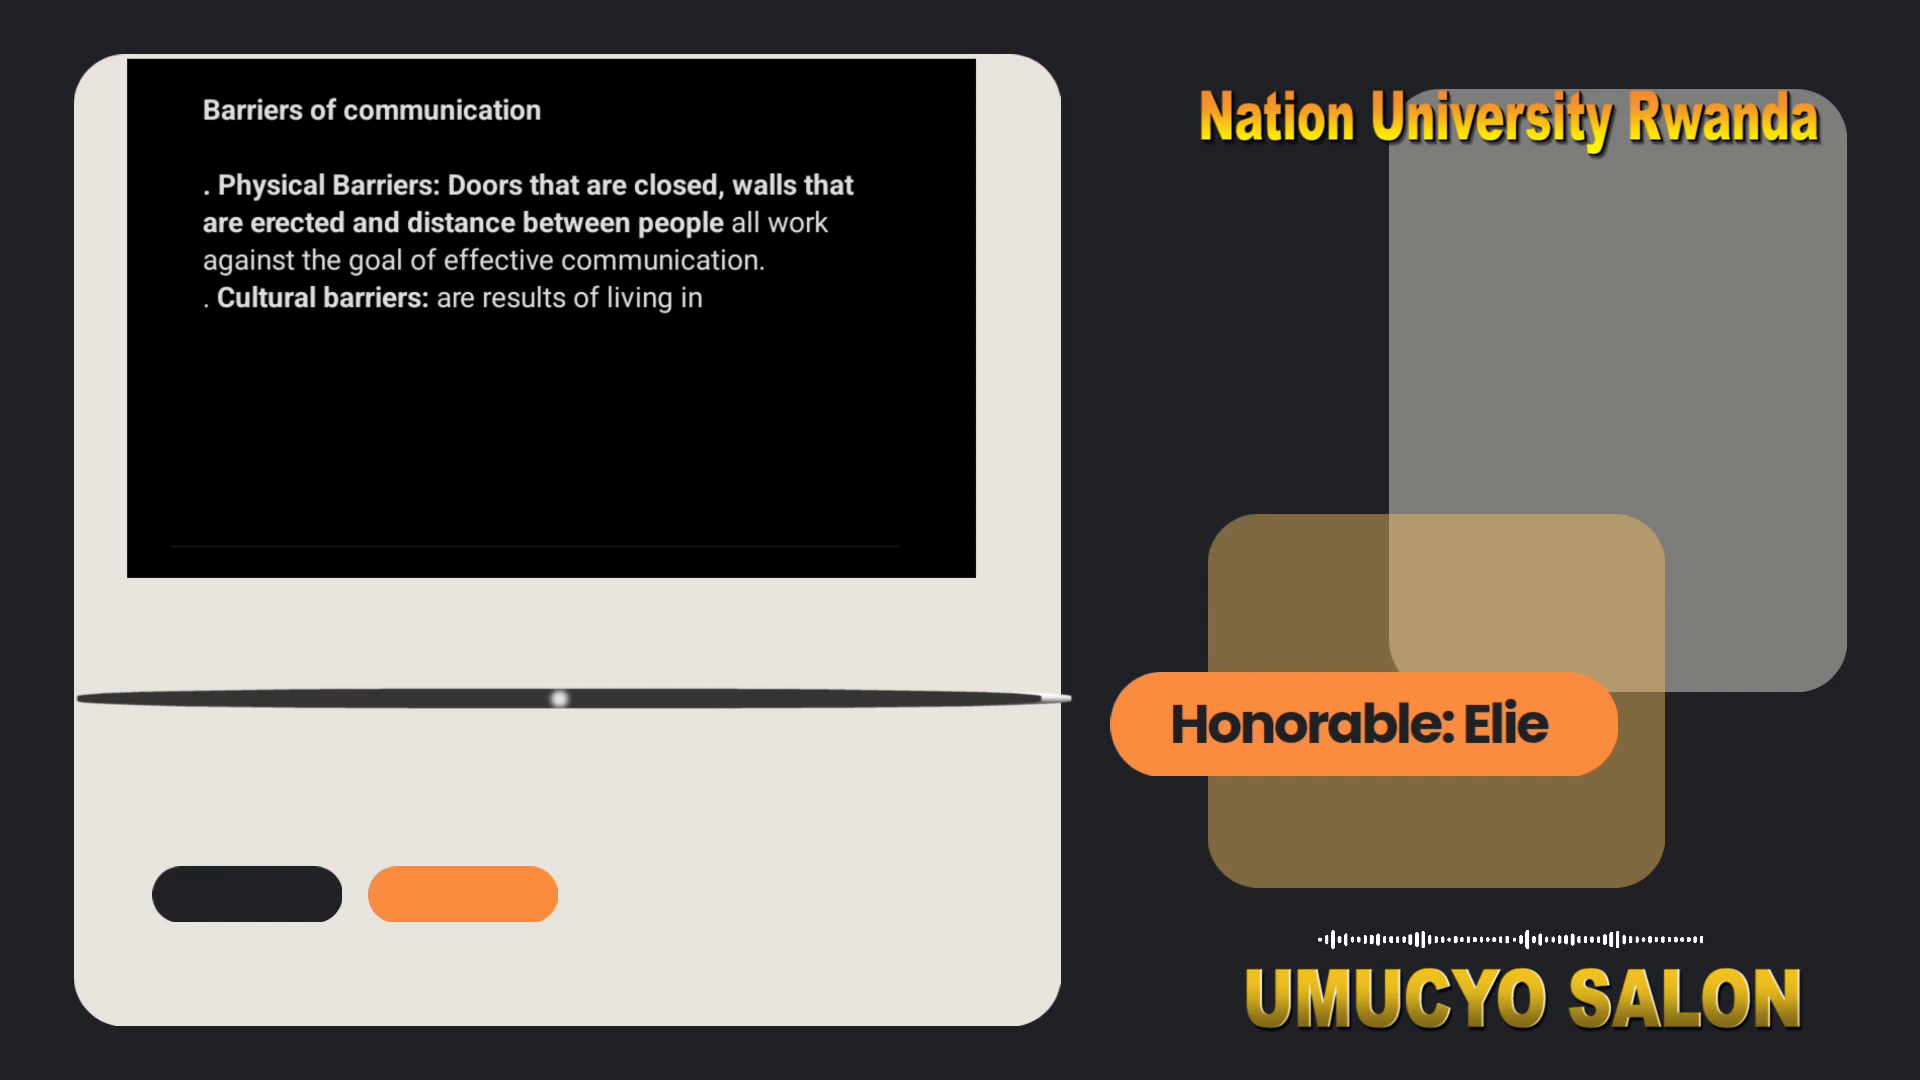 Barriers of communication
. Physical Barriers: Doors that are closed, walls that
are erected and distance between people all work
against the goal of effective communication.
. Cultural barriers: are results of living in
Nation University Rwanda
Honorable: Elie
UMUCYO SALON